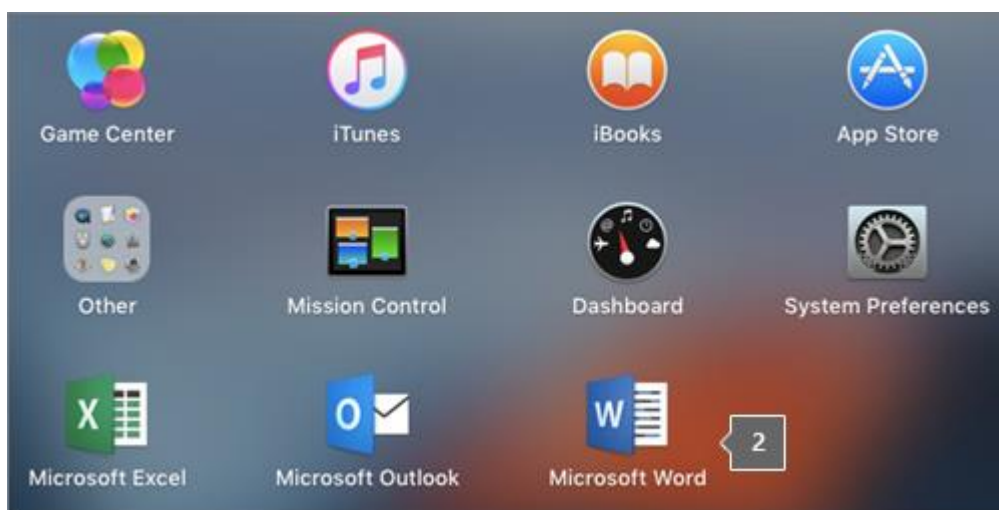 Game Center
iTunes
iBooks
App Store
Other
Mission Control
Dashboard
System Preferences
X
O
W
2
Microsoft Excel
Microsoft Outlook
Microsoft Word